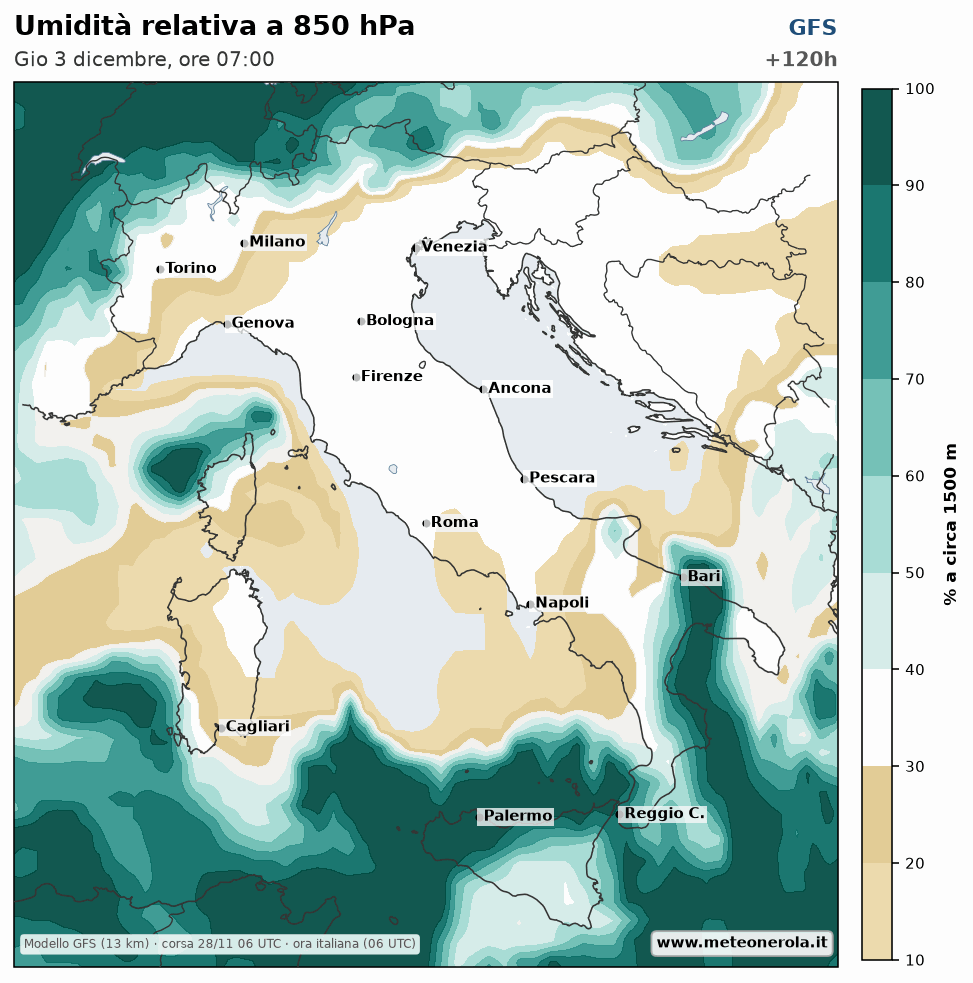 Umidità relativa a 850 hPa
GFS
Gio 3 dicembre, ore 07:00
+120h
Milano
Venezia
Torino
Genova
Bologna
Firenze
Ancona
Pescara
Roma
Bari
Napoli
Cagliari
Palermo
Reggio C.
Modello GFS (13 km) · corsa 28/11 06 UTC · ora italiana (06 UTC)
www.meteonerola.it
100
90
80
70
60
50
40
30
20
10
% a circa 1500 m